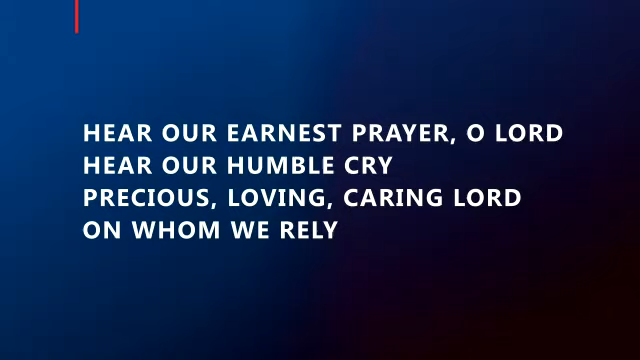 HEAR OUR EARNEST PRAYER, O LORD
HEAR OUR HUMBLE CRY
PRECIOUS, LOVING, CARING LORD
ON WHOM WE RELY